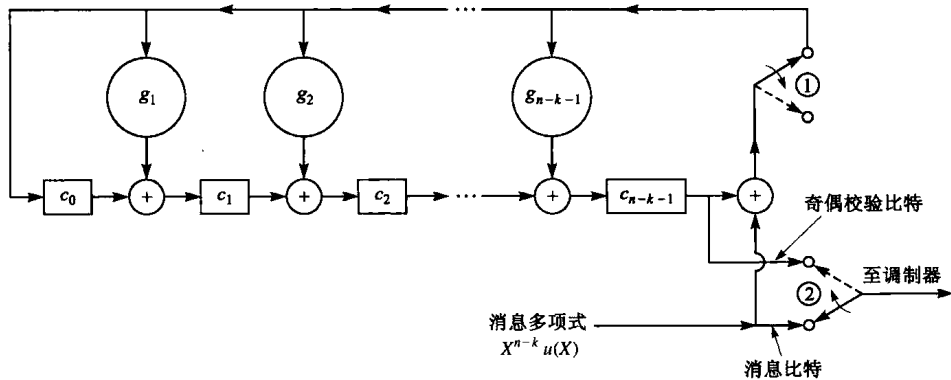 ...
g₁
g₂
gₙ₋ₖ₋₁
①
c₀
+
c₁
+
c₂
...
+
cₙ₋ₖ₋₁
+
奇偶校验比特
②
至调制器
消息多项式
Xⁿ⁻ᵏ u(X)
消息比特